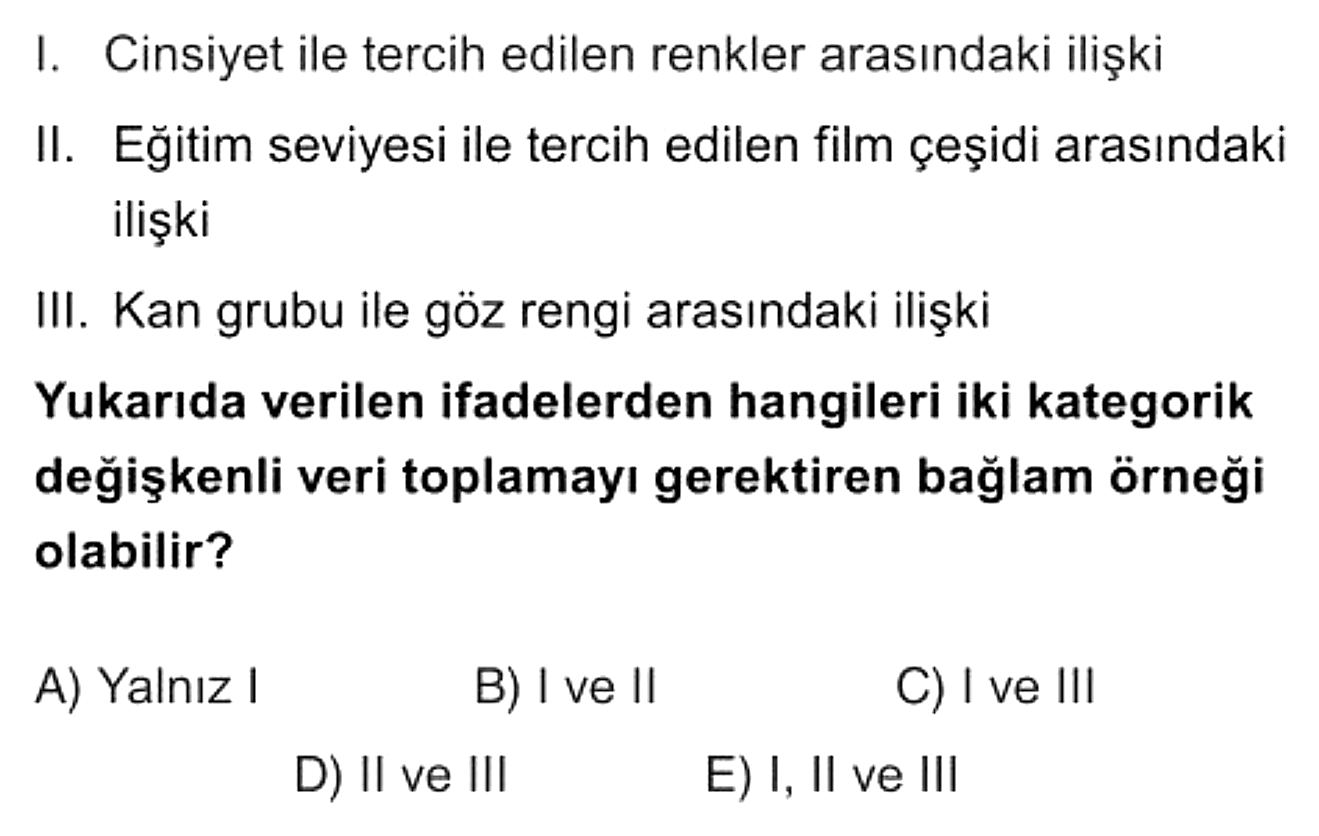 I. Cinsiyet ile tercih edilen renkler arasındaki ilişki
II. Eğitim seviyesi ile tercih edilen film çeşidi arasındaki
ilişki
III. Kan grubu ile göz rengi arasındaki ilişki
Yukarıda verilen ifadelerden hangileri iki kategorik
değişkenli veri toplamayı gerektiren bağlam örneği
olabilir?
A) Yalnız I B) I ve II C) I ve III
D) II ve III E) I, II ve III